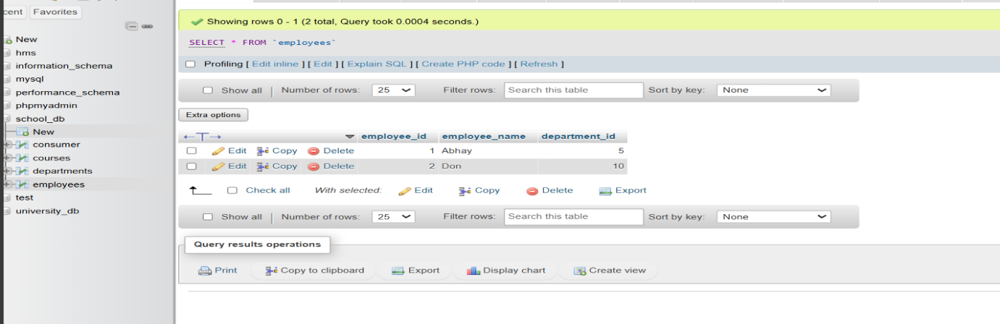 cent Favorites
New
hms
information_schema
mysql
performance_schema
phpmyadmin
school_db
New
consumer
courses
departments
employees
test
university_db
Showing rows 0 - 1 (2 total, Query took 0.0004 seconds.)
SELECT * FROM `employees`
Profiling [ Edit inline ] [ Edit ] [ Explain SQL ] [ Create PHP code ] [ Refresh ]
Show all | Number of rows: 25 Filter rows: Search this table Sort by key: None
Extra options
←T→ employee_id employee_name department_id
Edit Copy Delete 1 Abhay 5
Edit Copy Delete 2 Don 10
Check all With selected: Edit Copy Delete Export
Show all | Number of rows: 25 Filter rows: Search this table Sort by key: None
Query results operations
Print Copy to clipboard Export Display chart Create view